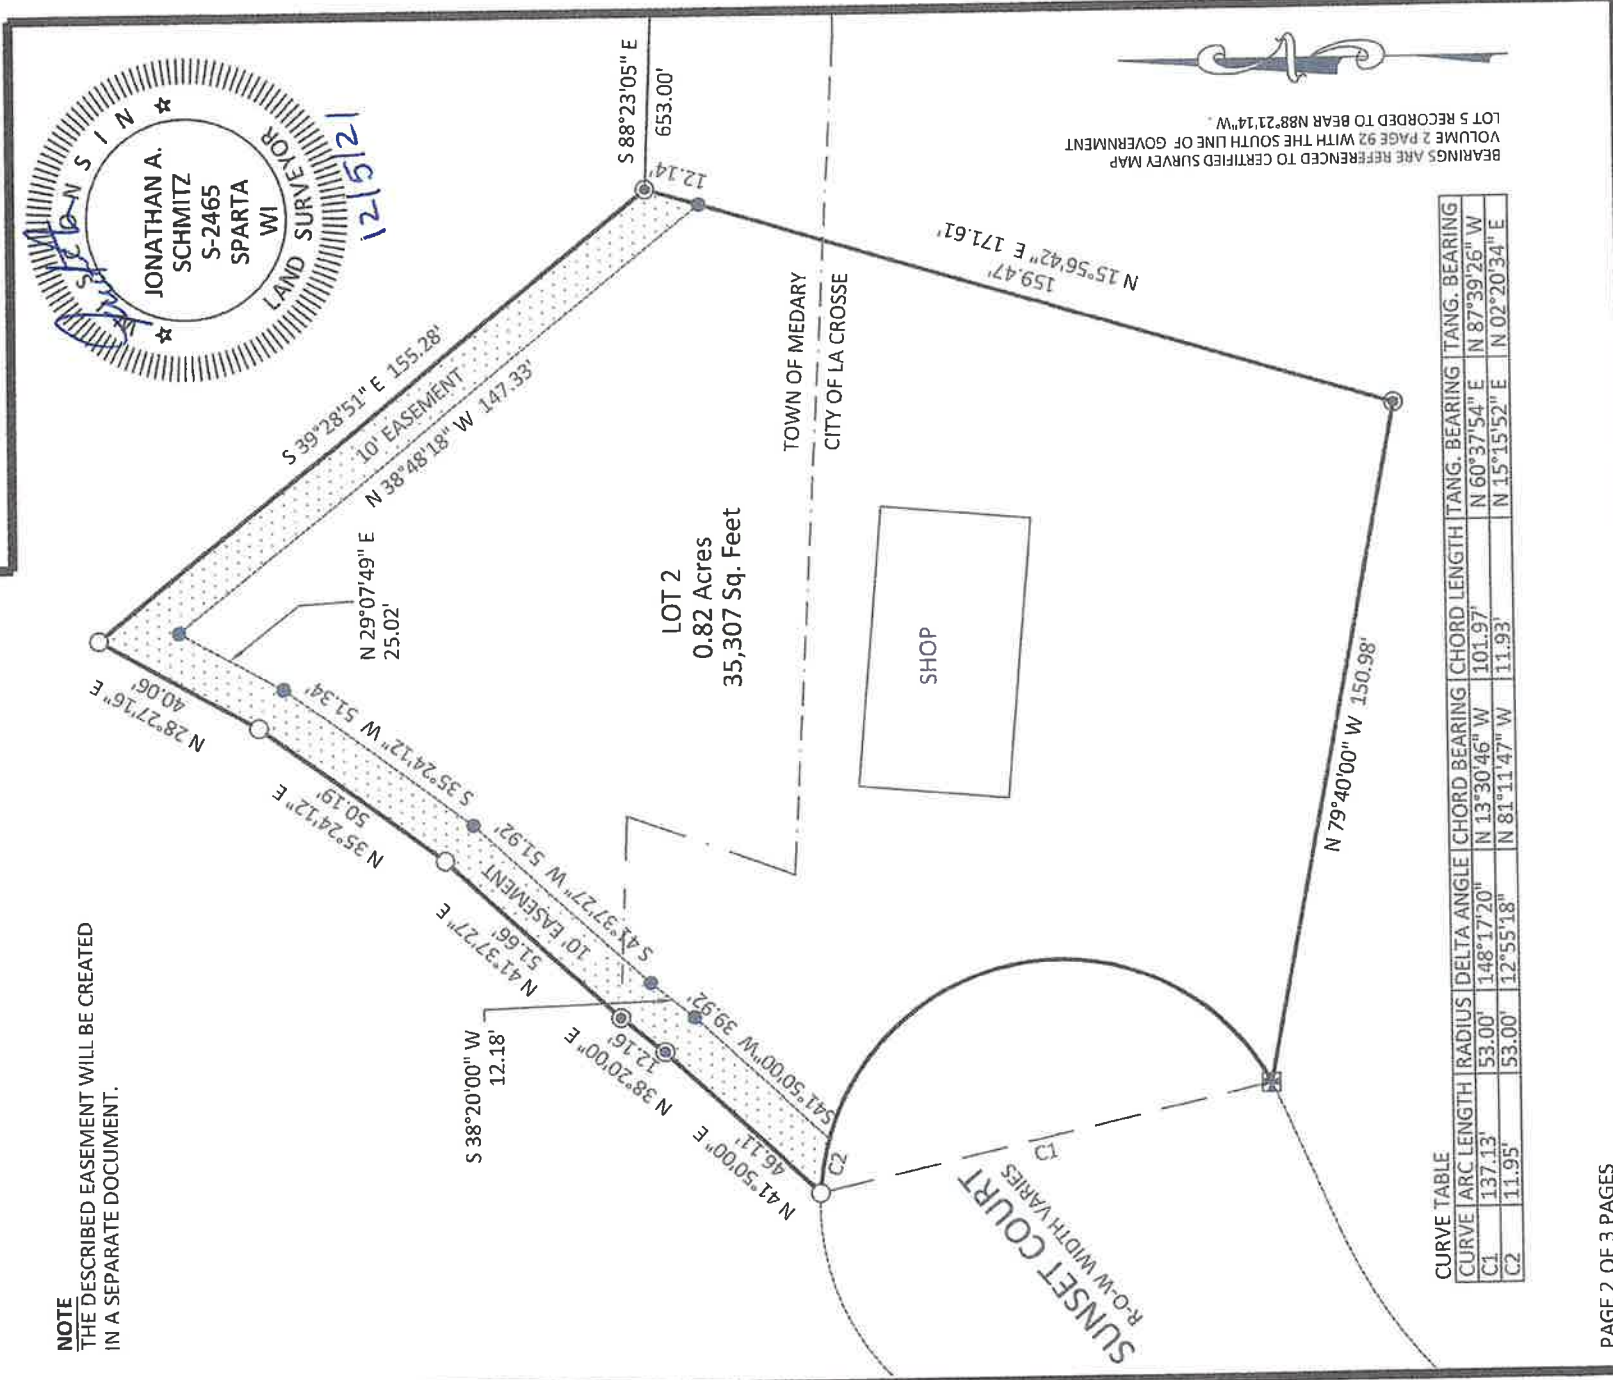 NOTE
THE DESCRIBED EASEMENT WILL BE CREATED
IN A SEPARATE DOCUMENT.
WISCONSIN
JONATHAN A.
SCHMITZ
S-2465
SPARTA
WI
LAND SURVEYOR
12/5/21
S 88°23'05" E
653.00'
12.14'
N 15°56'42" E 171.61'
159.47'
S 39°28'51" E 155.28'
10' EASEMENT
N 38°48'18" W 147.33'
N 29°07'49" E
25.02'
N 28°27'16" E
40.06'
S 35°24'12" W 51.34'
N 35°24'12" E
50.19'
S 41°37'27" W 51.92'
10' EASEMENT
N 41°37'27" E
51.66'
S 38°20'00" W
12.18'
N 38°20'00" E
12.16'
S41°50'00"W 39.92'
N 41°50'00" E
46.11'
TOWN OF MEDARY
CITY OF LA CROSSE
LOT 2
0.82 Acres
35,307 Sq. Feet
SHOP
N 79°40'00" W 150.98'
C2
C1
SUNSET COURT
R-O-W WIDTH VARIES
BEARINGS ARE REFERENCED TO CERTIFIED SURVEY MAP
VOLUME 2 PAGE 92 WITH THE SOUTH LINE OF GOVERNMENT
LOT 5 RECORDED TO BEAR N88°21'14"W .
CURVE TABLE
CURVE ARC LENGTH RADIUS DELTA ANGLE CHORD BEARING CHORD LENGTH TANG. BEARING TANG. BEARING
C1 137.13' 53.00' 148°17'20" N 13°30'46" W 101.97' N 60°37'54" E N 87°39'26" W
C2 11.95' 53.00' 12°55'18" N 81°11'47" W 11.93' N 15°15'52" E N 02°20'34" E
PAGE 2 OF 3 PAGES